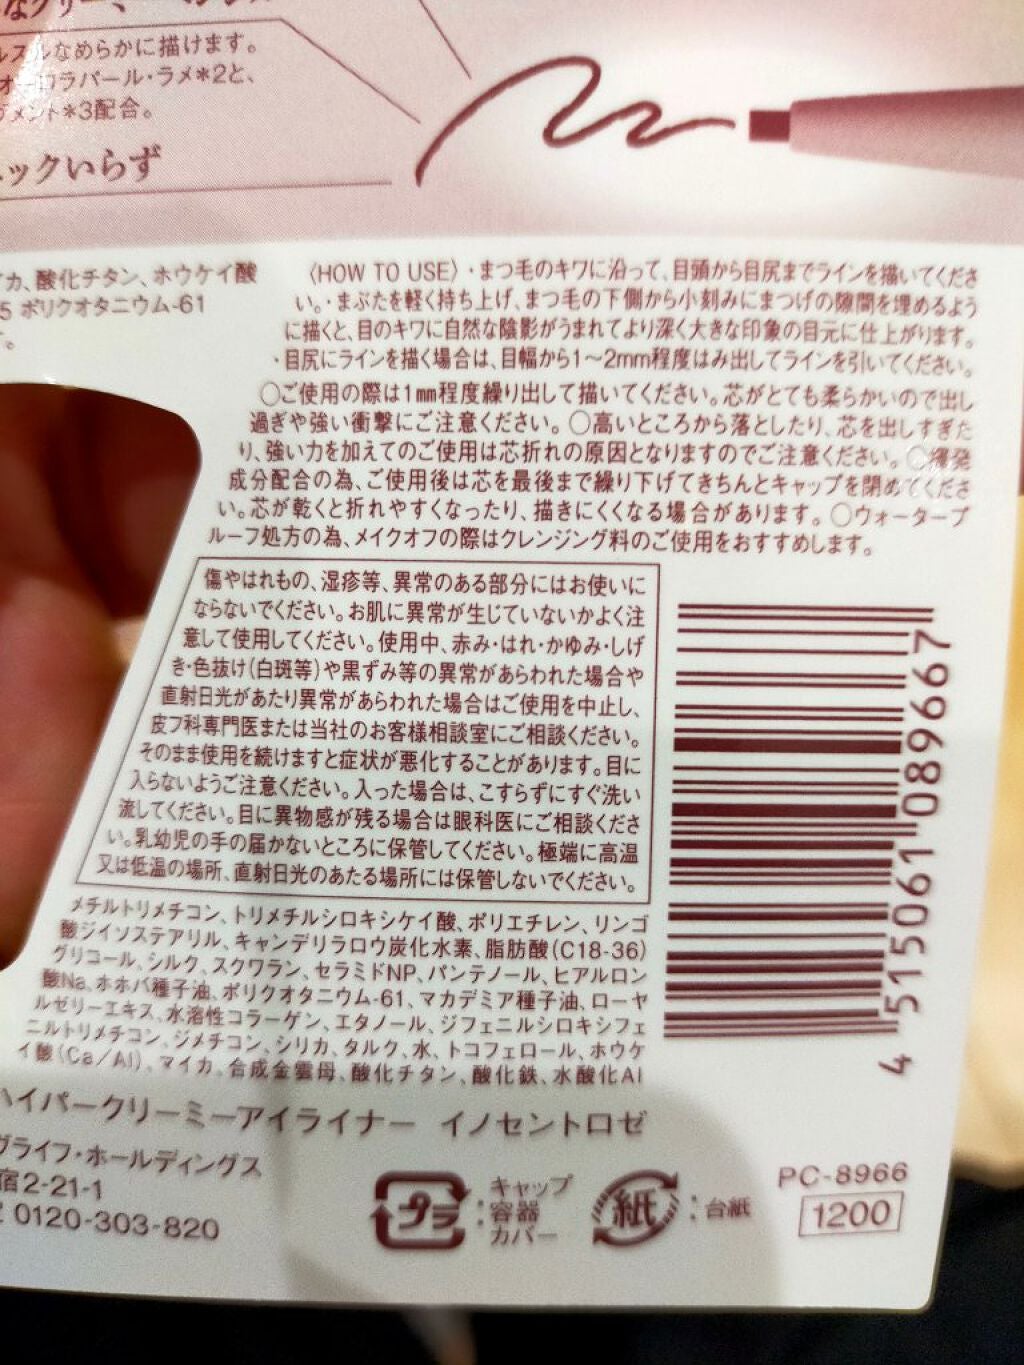 なクリーミー
ルスルなめらかに描けます。
オーロラパール・ラメ*2と、
グメント*3配合。
ニックいらず
イカ、酸化チタン、ホウケイ酸
5 ポリクオタニウム-61
す。
〈HOW TO USE〉・まつ毛のキワに沿って、目頭から目尻までラインを描いてくださ
い。・まぶたを軽く持ち上げ、まつ毛の下側から小刻みにまつげの隙間を埋めるよう
に描くと、目のキワに自然な陰影がうまれてより深く大きな印象の目元に仕上がります。
・目尻にラインを描く場合は、目幅から1〜2mm程度はみ出してラインを引いてください。
〇ご使用の際は1mm程度繰り出して描いてください。芯がとても柔らかいので出し
過ぎや強い衝撃にご注意ください。〇高いところから落としたり、芯を出しすぎた
り、強い力を加えてのご使用は芯折れの原因となりますのでご注意ください。〇揮発
成分配合の為、ご使用後は芯を最後まで繰り下げてきちんとキャップを閉めてくださ
い。芯が乾くと折れやすくなったり、描きにくくなる場合があります。〇ウォータープ
ルーフ処方の為、メイクオフの際はクレンジング料のご使用をおすすめします。
傷やはれもの、湿疹等、異常のある部分にはお使いに
ならないでください。お肌に異常が生じていないかよく注
意して使用してください。使用中、赤み・はれ・かゆみ・しげ
き・色抜け(白斑等)や黒ずみ等の異常があらわれた場合や
直射日光があたり異常があらわれた場合はご使用を中止し、
皮フ科専門医または当社のお客様相談室にご相談ください。
そのまま使用を続けますと症状が悪化することがあります。目に
入らないようご注意ください。入った場合は、こすらずにすぐ洗い
流してください。目に異物感が残る場合は眼科医にご相談くださ
い。乳幼児の手の届かないところに保管してください。極端に高温
又は低温の場所、直射日光のあたる場所には保管しないでください。
4515061089667
メチルトリメチコン、トリメチルシロキシケイ酸、ポリエチレン、リンゴ
酸ジイソステアリル、キャンデリラロウ炭化水素、脂肪酸(C18-36)
グリコール、シルク、スクワラン、セラミドNP、パンテノール、ヒアルロン
酸Na、ホホバ種子油、ポリクオタニウム-61、マカデミア種子油、ローヤ
ルゼリーエキス、水溶性コラーゲン、エタノール、ジフェニルシロキシフェ
ニルトリメチコン、ジメチコン、シリカ、タルク、水、トコフェロール、ホウケ
イ酸(Ca/Al)、マイカ、合成金雲母、酸化チタン、酸化鉄、水酸化Al
ハイパークリーミーアイライナー イノセントロゼ
グライフ・ホールディングス
宿2-21-1
0120-303-820
プラ
:
キャップ
容器
カバー
紙
:台紙
PC-8966
1200